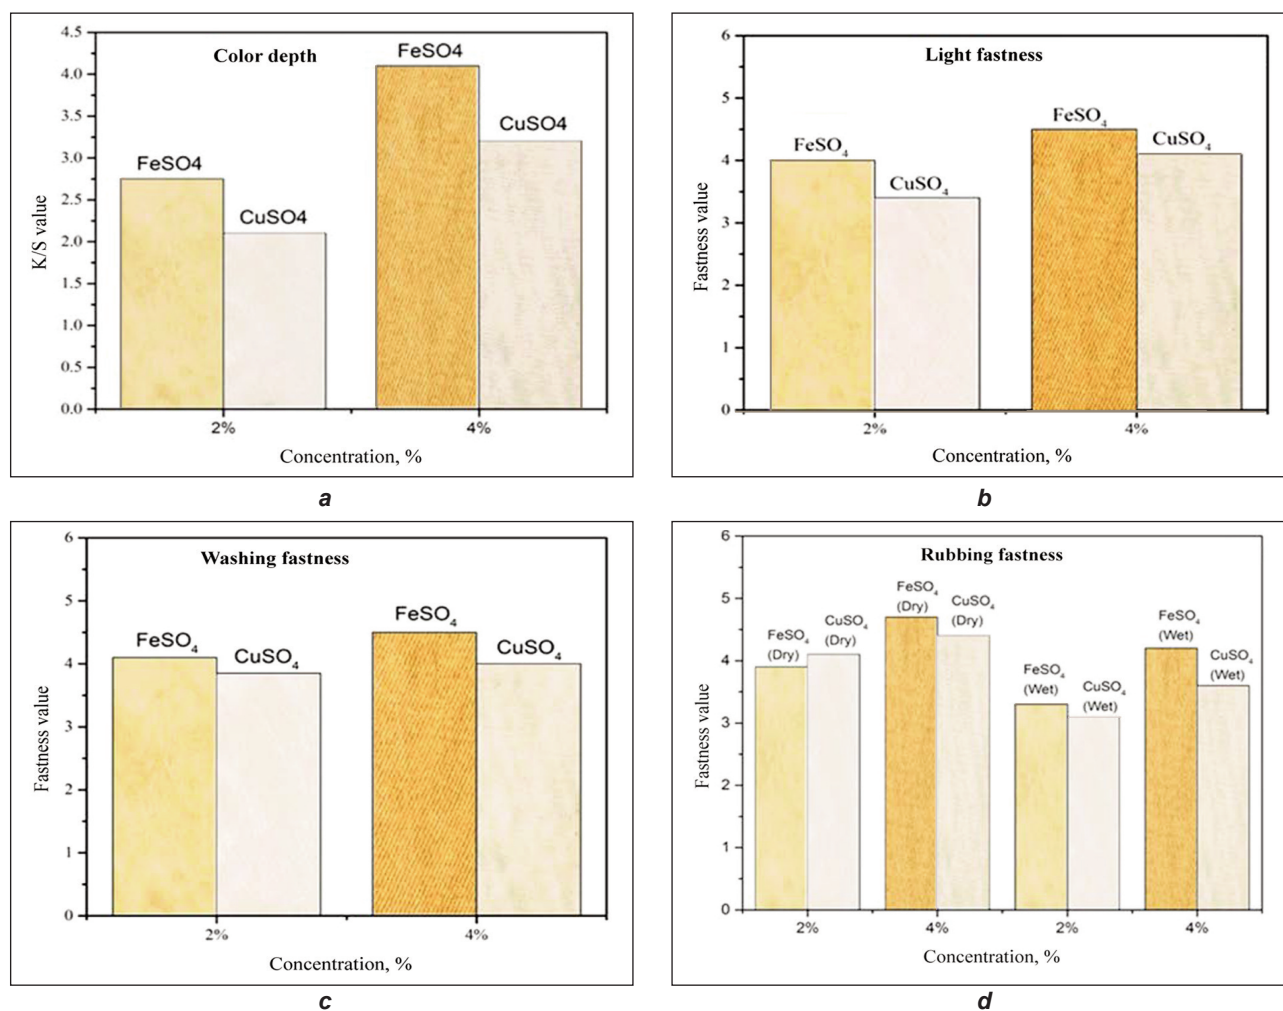 Color depth
4.5
4.0
3.5
3.0
2.5
2.0
1.5
1.0
0.5
0.0
K/S value
FeSO4
CuSO4
FeSO4
CuSO4
2%
4%
Concentration, %
a
Light fastness
6
5
4
3
2
1
0
Fastness value
FeSO₄
CuSO₄
FeSO₄
CuSO₄
2%
4%
Concentration, %
b
Washing fastness
6
5
4
3
2
1
0
Fastness value
FeSO₄
CuSO₄
FeSO₄
CuSO₄
2%
4%
Concentration, %
c
Rubbing fastness
6
5
4
3
2
1
0
Fastness value
FeSO₄
(Dry)
CuSO₄
(Dry)
FeSO₄
(Dry)
CuSO₄
(Dry)
FeSO₄
(Wet)
CuSO₄
(Wet)
FeSO₄
(Wet)
CuSO₄
(Wet)
2%
4%
2%
4%
Concentration, %
d